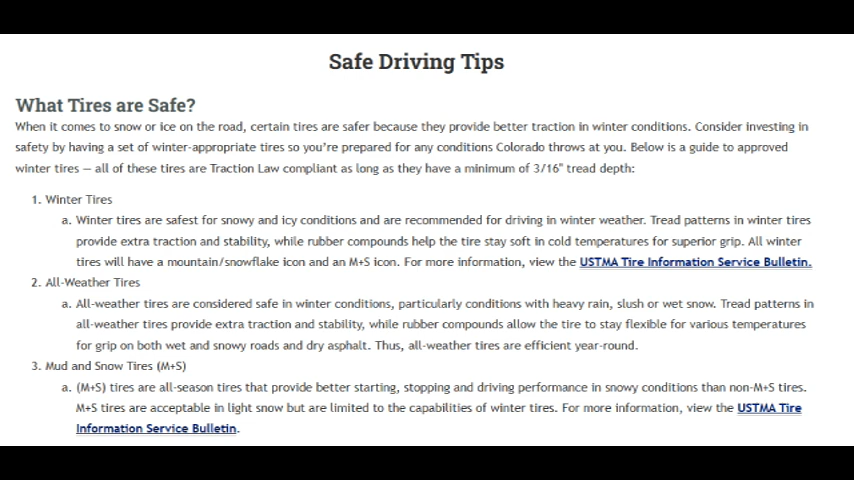 Safe Driving Tips
What Tires are Safe?
When it comes to snow or ice on the road, certain tires are safer because they provide better traction in winter conditions. Consider investing in
safety by having a set of winter-appropriate tires so you're prepared for any conditions Colorado throws at you. Below is a guide to approved
winter tires — all of these tires are Traction Law compliant as long as they have a minimum of 3/16" tread depth:
1. Winter Tires
a. Winter tires are safest for snowy and icy conditions and are recommended for driving in winter weather. Tread patterns in winter tires
provide extra traction and stability, while rubber compounds help the tire stay soft in cold temperatures for superior grip. All winter
tires will have a mountain/snowflake icon and an M+S icon. For more information, view the USTMA Tire Information Service Bulletin.
2. All-Weather Tires
a. All-weather tires are considered safe in winter conditions, particularly conditions with heavy rain, slush or wet snow. Tread patterns in
all-weather tires provide extra traction and stability, while rubber compounds allow the tire to stay flexible for various temperatures
for grip on both wet and snowy roads and dry asphalt. Thus, all-weather tires are efficient year-round.
3. Mud and Snow Tires (M+S)
a. (M+S) tires are all-season tires that provide better starting, stopping and driving performance in snowy conditions than non-M+S tires.
M+S tires are acceptable in light snow but are limited to the capabilities of winter tires. For more information, view the USTMA Tire
Information Service Bulletin.